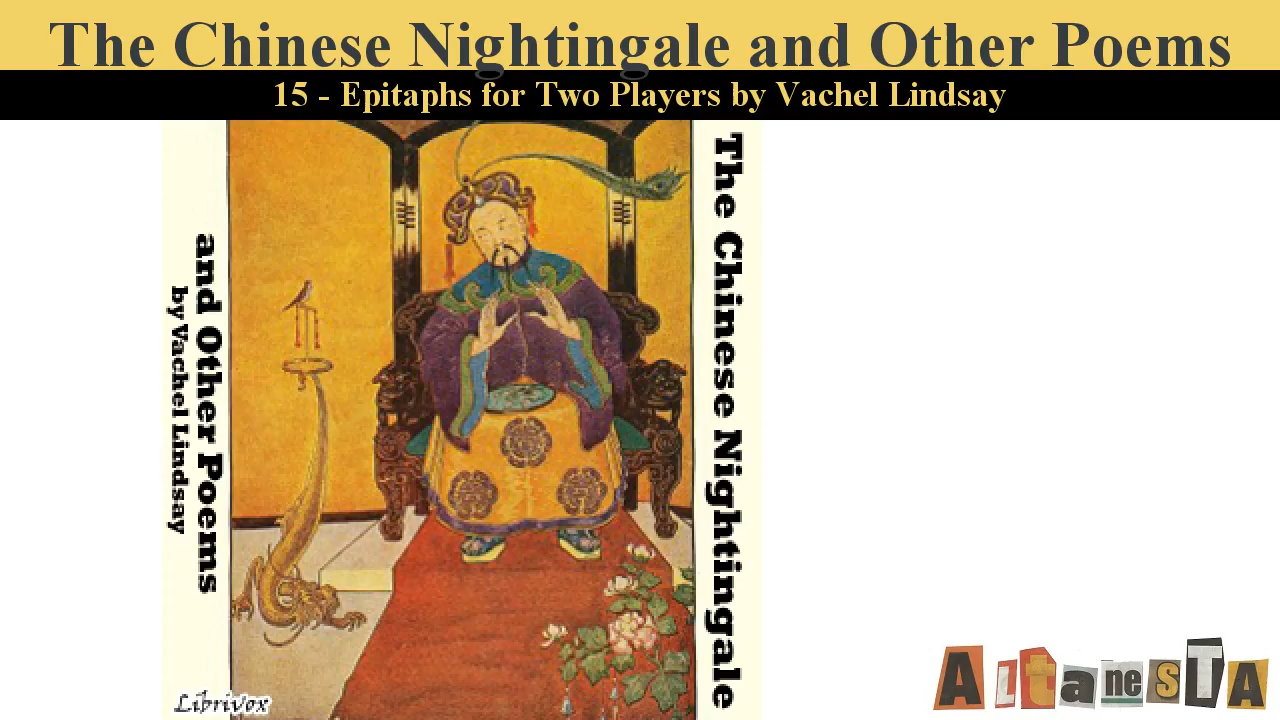 The Chinese Nightingale and Other Poems
15 - Epitaphs for Two Players by Vachel Lindsay
The Chinese Nightingale
and Other Poems
by Vachel Lindsay
Librivox
AltanesTA